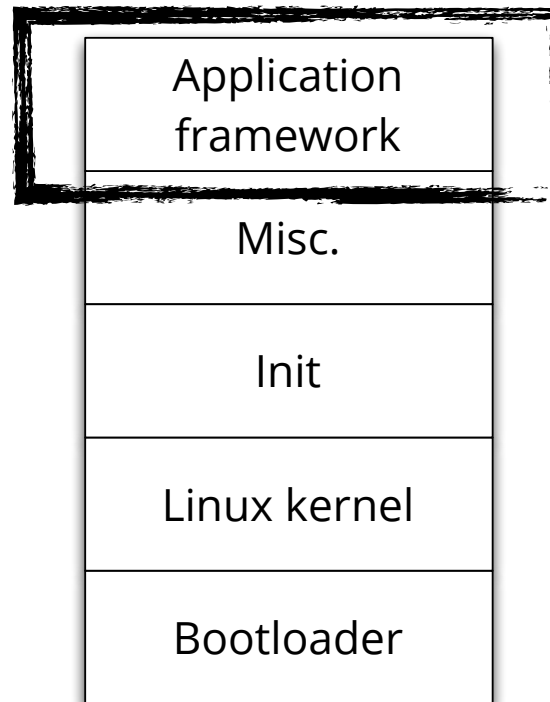 Application
framework
Misc.
Init
Linux kernel
Bootloader